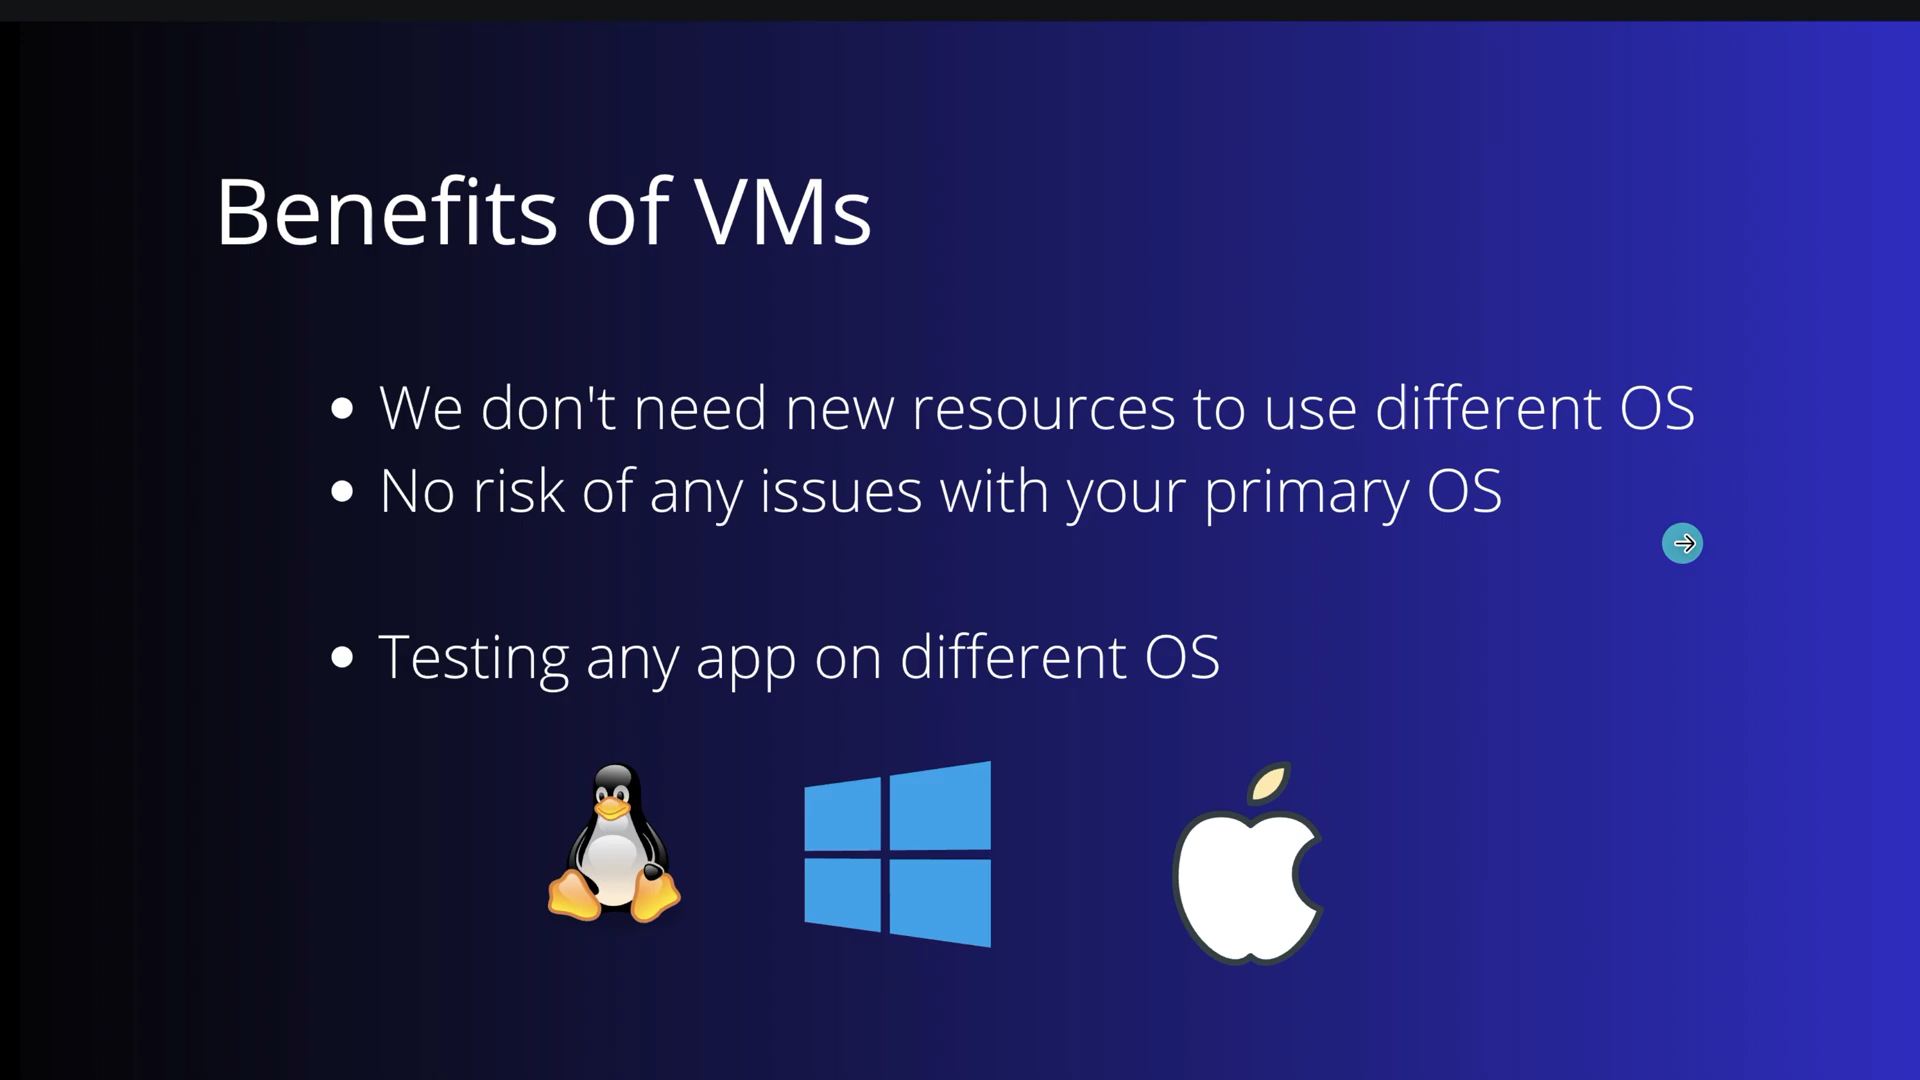 Benefits of VMs
• We don't need new resources to use different OS
• No risk of any issues with your primary OS
• Testing any app on different OS